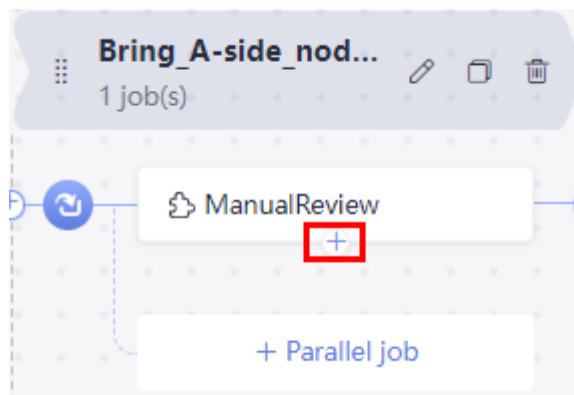 Bring_A-side_nod...
1 job(s)
ManualReview
+ Parallel job